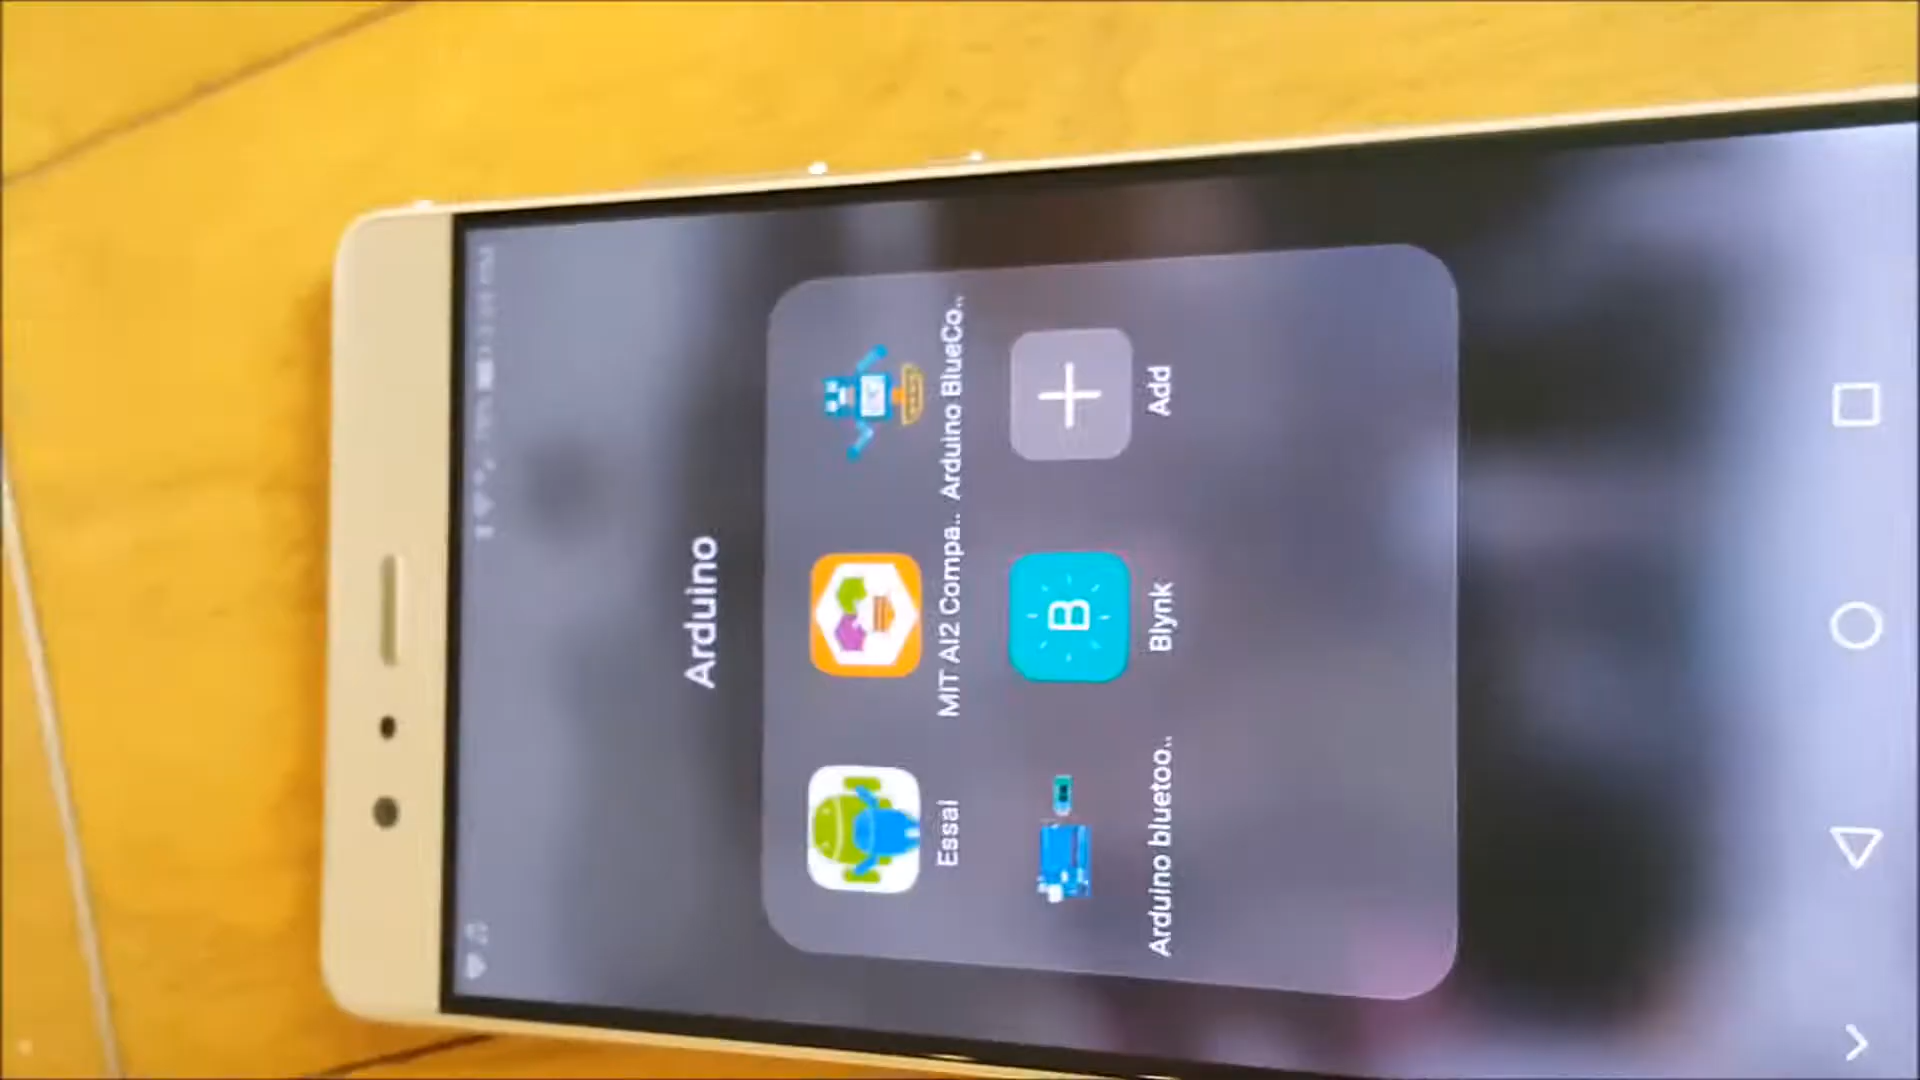 Arduino
Essai
MIT AI2 Compa..
Arduino BlueCo..
Arduino bluetoo..
B
Blynk
Add